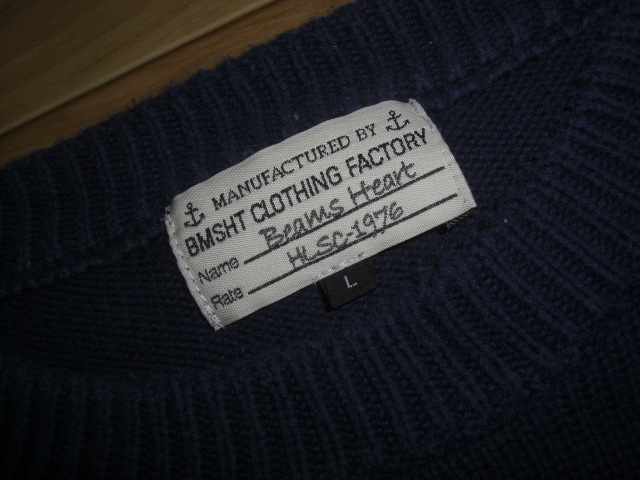 MANUFACTURED BY
BMSHT CLOTHING FACTORY
Name Beams Heart
Rate HLSC-1976
L